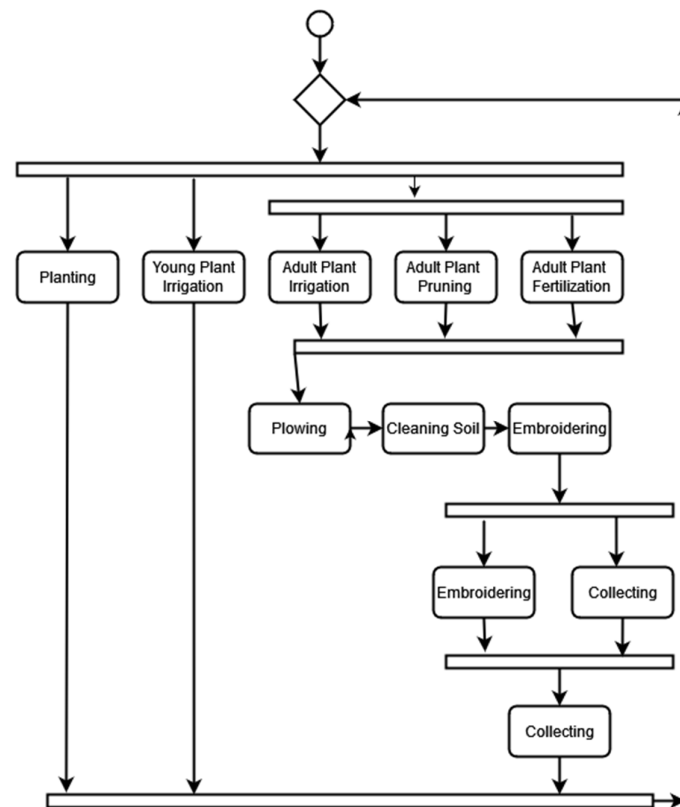 Planting
Young Plant
Irrigation
Adult Plant
Irrigation
Adult Plant
Pruning
Adult Plant
Fertilization
Plowing
Cleaning Soil
Embroidering
Embroidering
Collecting
Collecting